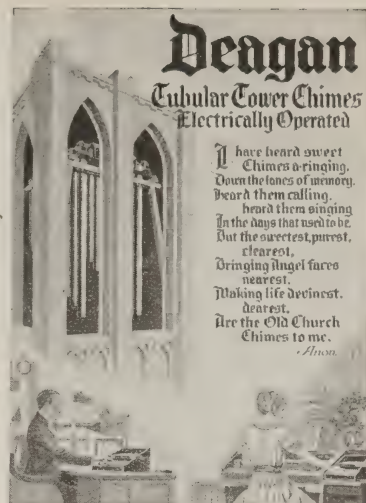 Deagan
Tubular Tower Chimes
Electrically Operated
I have heard sweet
Chimes a-ringing.
Down the lanes of memory.
Heard them calling.
heard them singing
In the days that used to be.
But the sweetest, purest,
clearest,
Bringing Angel faces
nearest,
Making life devinest.
dearest.
Are the Old Church
Chimes to me.
- Anon.